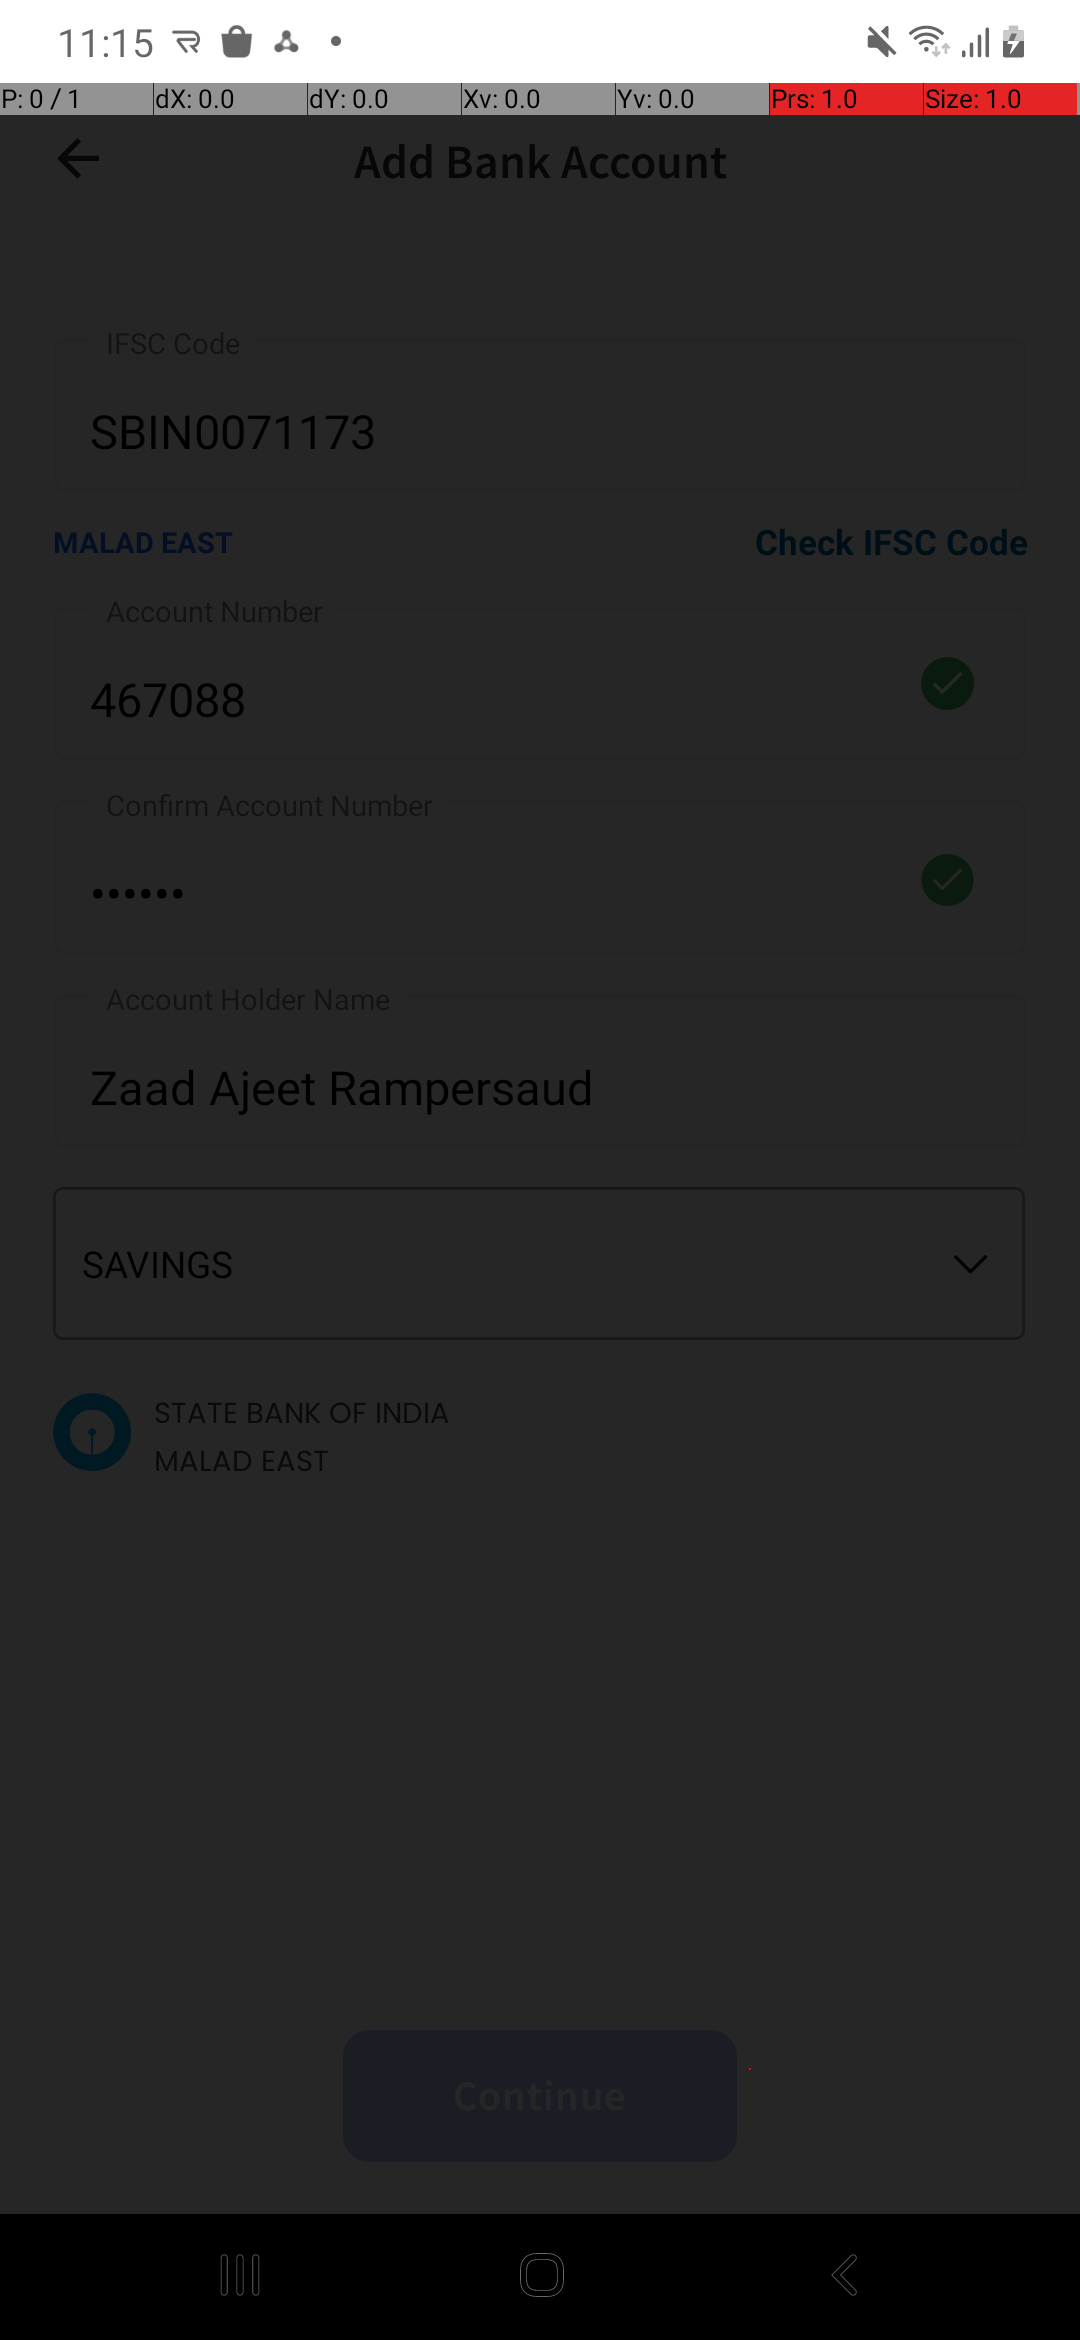 11:15
P: 0 / 1 dX: 0.0 dY: 0.0 Xv: 0.0 Yv: 0.0 Prs: 1.0 Size: 1.0
Add Bank Account
IFSC Code
SBIN0071173
MALAD EAST Check IFSC Code
Account Number
467088
Confirm Account Number
••••••
Account Holder Name
Zaad Ajeet Rampersaud
SAVINGS
STATE BANK OF INDIA
MALAD EAST
Continue